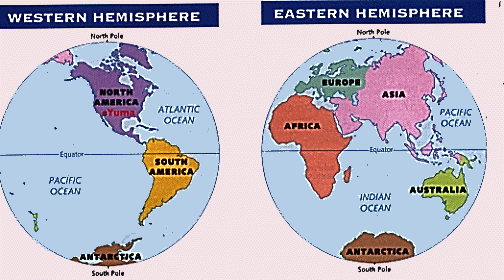 WESTERN HEMISPHERE
North Pole
NORTH
AMERICA
Yuma
ATLANTIC
OCEAN
Equator
SOUTH
AMERICA
PACIFIC
OCEAN
ANTARCTICA
South Pole
EASTERN HEMISPHERE
North Pole
EUROPE
ASIA
PACIFIC
OCEAN
AFRICA
Equator
INDIAN
OCEAN
AUSTRALIA
ANTARCTICA
South Pole